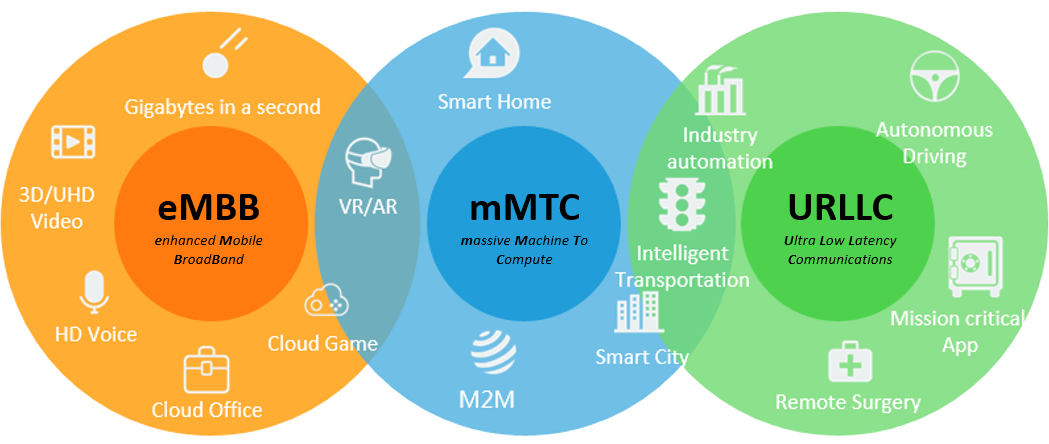 Gigabytes in a second
3D/UHD
Video
eMBB
enhanced Mobile
BroadBand
HD Voice
Cloud Office
Cloud Game
VR/AR
Smart Home
mMTC
massive Machine To
Compute
M2M
Smart City
Industry
automation
Intelligent
Transportation
Autonomous
Driving
URLLC
Ultra Low Latency
Communications
Mission critical
App
Remote Surgery